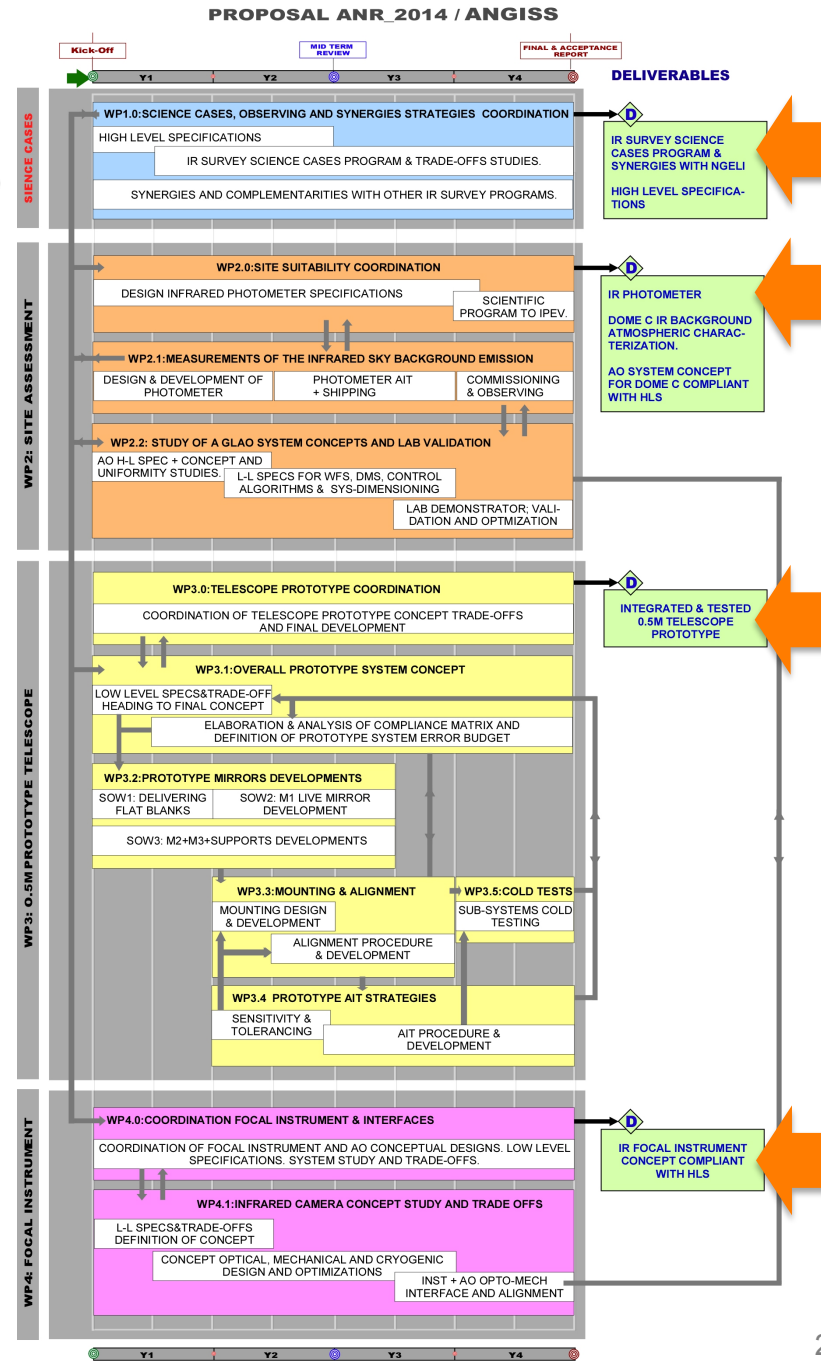 PROPOSAL ANR_2014 / ANGISS
Kick-Off
MID TERM
REVIEW
FINAL & ACCEPTANCE
REPORT
Y1
Y2
Y3
Y4
DELIVERABLES
SIENCE CASES
WP1.0:SCIENCE CASES, OBSERVING AND SYNERGIES STRATEGIES COORDINATION
HIGH LEVEL SPECIFICATIONS
IR SURVEY SCIENCE CASES PROGRAM & TRADE-OFFS STUDIES.
SYNERGIES AND COMPLEMENTARITIES WITH OTHER IR SURVEY PROGRAMS.
D
IR SURVEY SCIENCE
CASES PROGRAM &
SYNERGIES WITH NGELI
HIGH LEVEL SPECIFICA-
TIONS
WP2: SITE ASSESSMENT
WP2.0:SITE SUITABILITY COORDINATION
DESIGN INFRARED PHOTOMETER SPECIFICATIONS
SCIENTIFIC
PROGRAM TO IPEV.
D
IR PHOTOMETER
DOME C IR BACKGROUND
ATMOSPHERIC CHARAC-
TERIZATION.
AO SYSTEM CONCEPT
FOR DOME C COMPLIANT
WITH HLS
WP2.1:MEASUREMENTS OF THE INFRARED SKY BACKGROUND EMISSION
DESIGN & DEVELOPMENT OF
PHOTOMETER
PHOTOMETER AIT
+ SHIPPING
COMMISSIONING
& OBSERVING
WP2.2: STUDY OF A GLAO SYSTEM CONCEPTS AND LAB VALIDATION
AO H-L SPEC + CONCEPT AND
UNIFORMITY STUDIES.
L-L SPECS FOR WFS, DMS, CONTROL
ALGORITHMS & SYS-DIMENSIONING
LAB DEMONSTRATOR; VALI-
DATION AND OPTMIZATION
WP3: 0.5M PROTOTYPE TELESCOPE
WP3.0:TELESCOPE PROTOTYPE COORDINATION
COORDINATION OF TELESCOPE PROTOTYPE CONCEPT TRADE-OFFS
AND FINAL DEVELOPMENT
D
INTEGRATED & TESTED
0.5M TELESCOPE
PROTOTYPE
WP3.1:OVERALL PROTOTYPE SYSTEM CONCEPT
LOW LEVEL SPECS&TRADE-OFF
HEADING TO FINAL CONCEPT
ELABORATION & ANALYSIS OF COMPLIANCE MATRIX AND
DEFINITION OF PROTOTYPE SYSTEM ERROR BUDGET
WP3.2:PROTOTYPE MIRRORS DEVELOPMENTS
SOW1: DELIVERING
FLAT BLANKS
SOW2: M1 LIVE MIRROR
DEVELOPMENT
SOW3: M2+M3+SUPPORTS DEVELOPMENTS
WP3.3:MOUNTING & ALIGNMENT
MOUNTING DESIGN
& DEVELOPMENT
ALIGNMENT PROCEDURE
& DEVELOPMENT
WP3.5:COLD TESTS
SUB-SYSTEMS COLD
TESTING
WP3.4 PROTOTYPE AIT STRATEGIES
SENSITIVITY &
TOLERANCING
AIT PROCEDURE &
DEVELOPMENT
WP4: FOCAL INSTRUMENT
WP4.0:COORDINATION FOCAL INSTRUMENT & INTERFACES
COORDINATION OF FOCAL INSTRUMENT AND AO CONCEPTUAL DESIGNS. LOW LEVEL
SPECIFICATIONS. SYSTEM STUDY AND TRADE-OFFS.
D
IR FOCAL INSTRUMENT
CONCEPT COMPLIANT
WITH HLS
WP4.1:INFRARED CAMERA CONCEPT STUDY AND TRADE OFFS
L-L SPECS&TRADE-OFFS
DEFINITION OF CONCEPT
CONCEPT OPTICAL, MECHANICAL AND CRYOGENIC
DESIGN AND OPTIMIZATIONS
INST + AO OPTO-MECH
INTERFACE AND ALIGNMENT
Y1
Y2
Y3
Y4